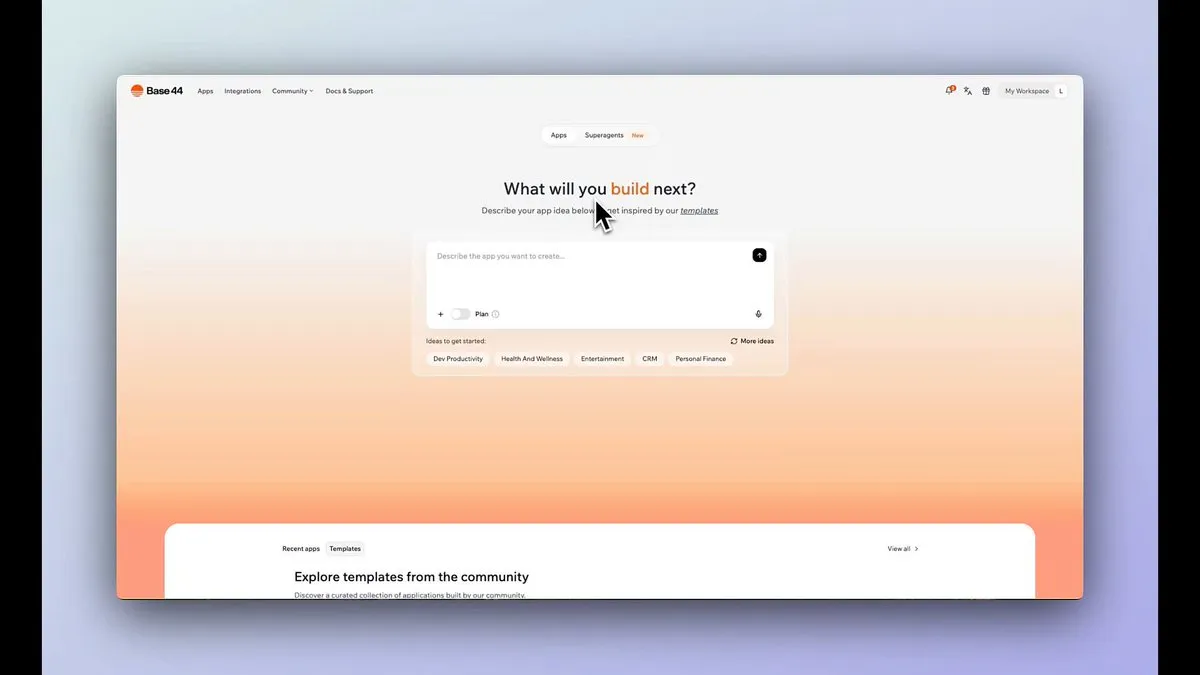 Base 44 Apps Integrations Community Docs & Support My Workspace L
Apps Superagents New
What will you build next?
Describe your app idea below get inspired by our templates
Describe the app you want to create...
Plan
Ideas to get started: More ideas
Dev Productivity Health And Wellness Entertainment CRM Personal Finance
Recent apps Templates View all
Explore templates from the community
Discover a curated collection of applications built by our community.